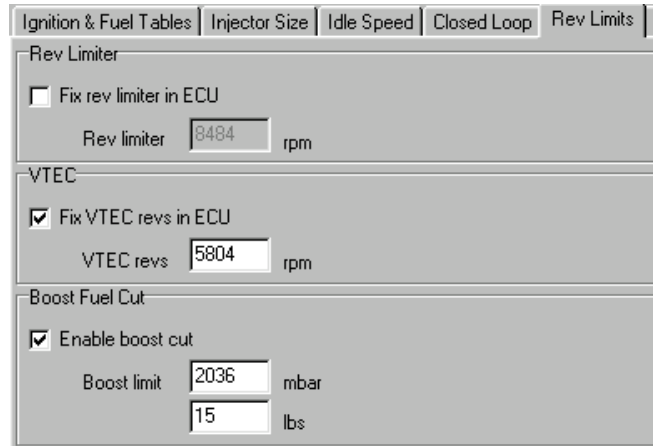 Ignition & Fuel Tables Injector Size Idle Speed Closed Loop Rev Limits
Rev Limiter
Fix rev limiter in ECU
Rev limiter 8484 rpm
VTEC
Fix VTEC revs in ECU
VTEC revs 5804 rpm
Boost Fuel Cut
Enable boost cut
Boost limit 2036 mbar
15 lbs